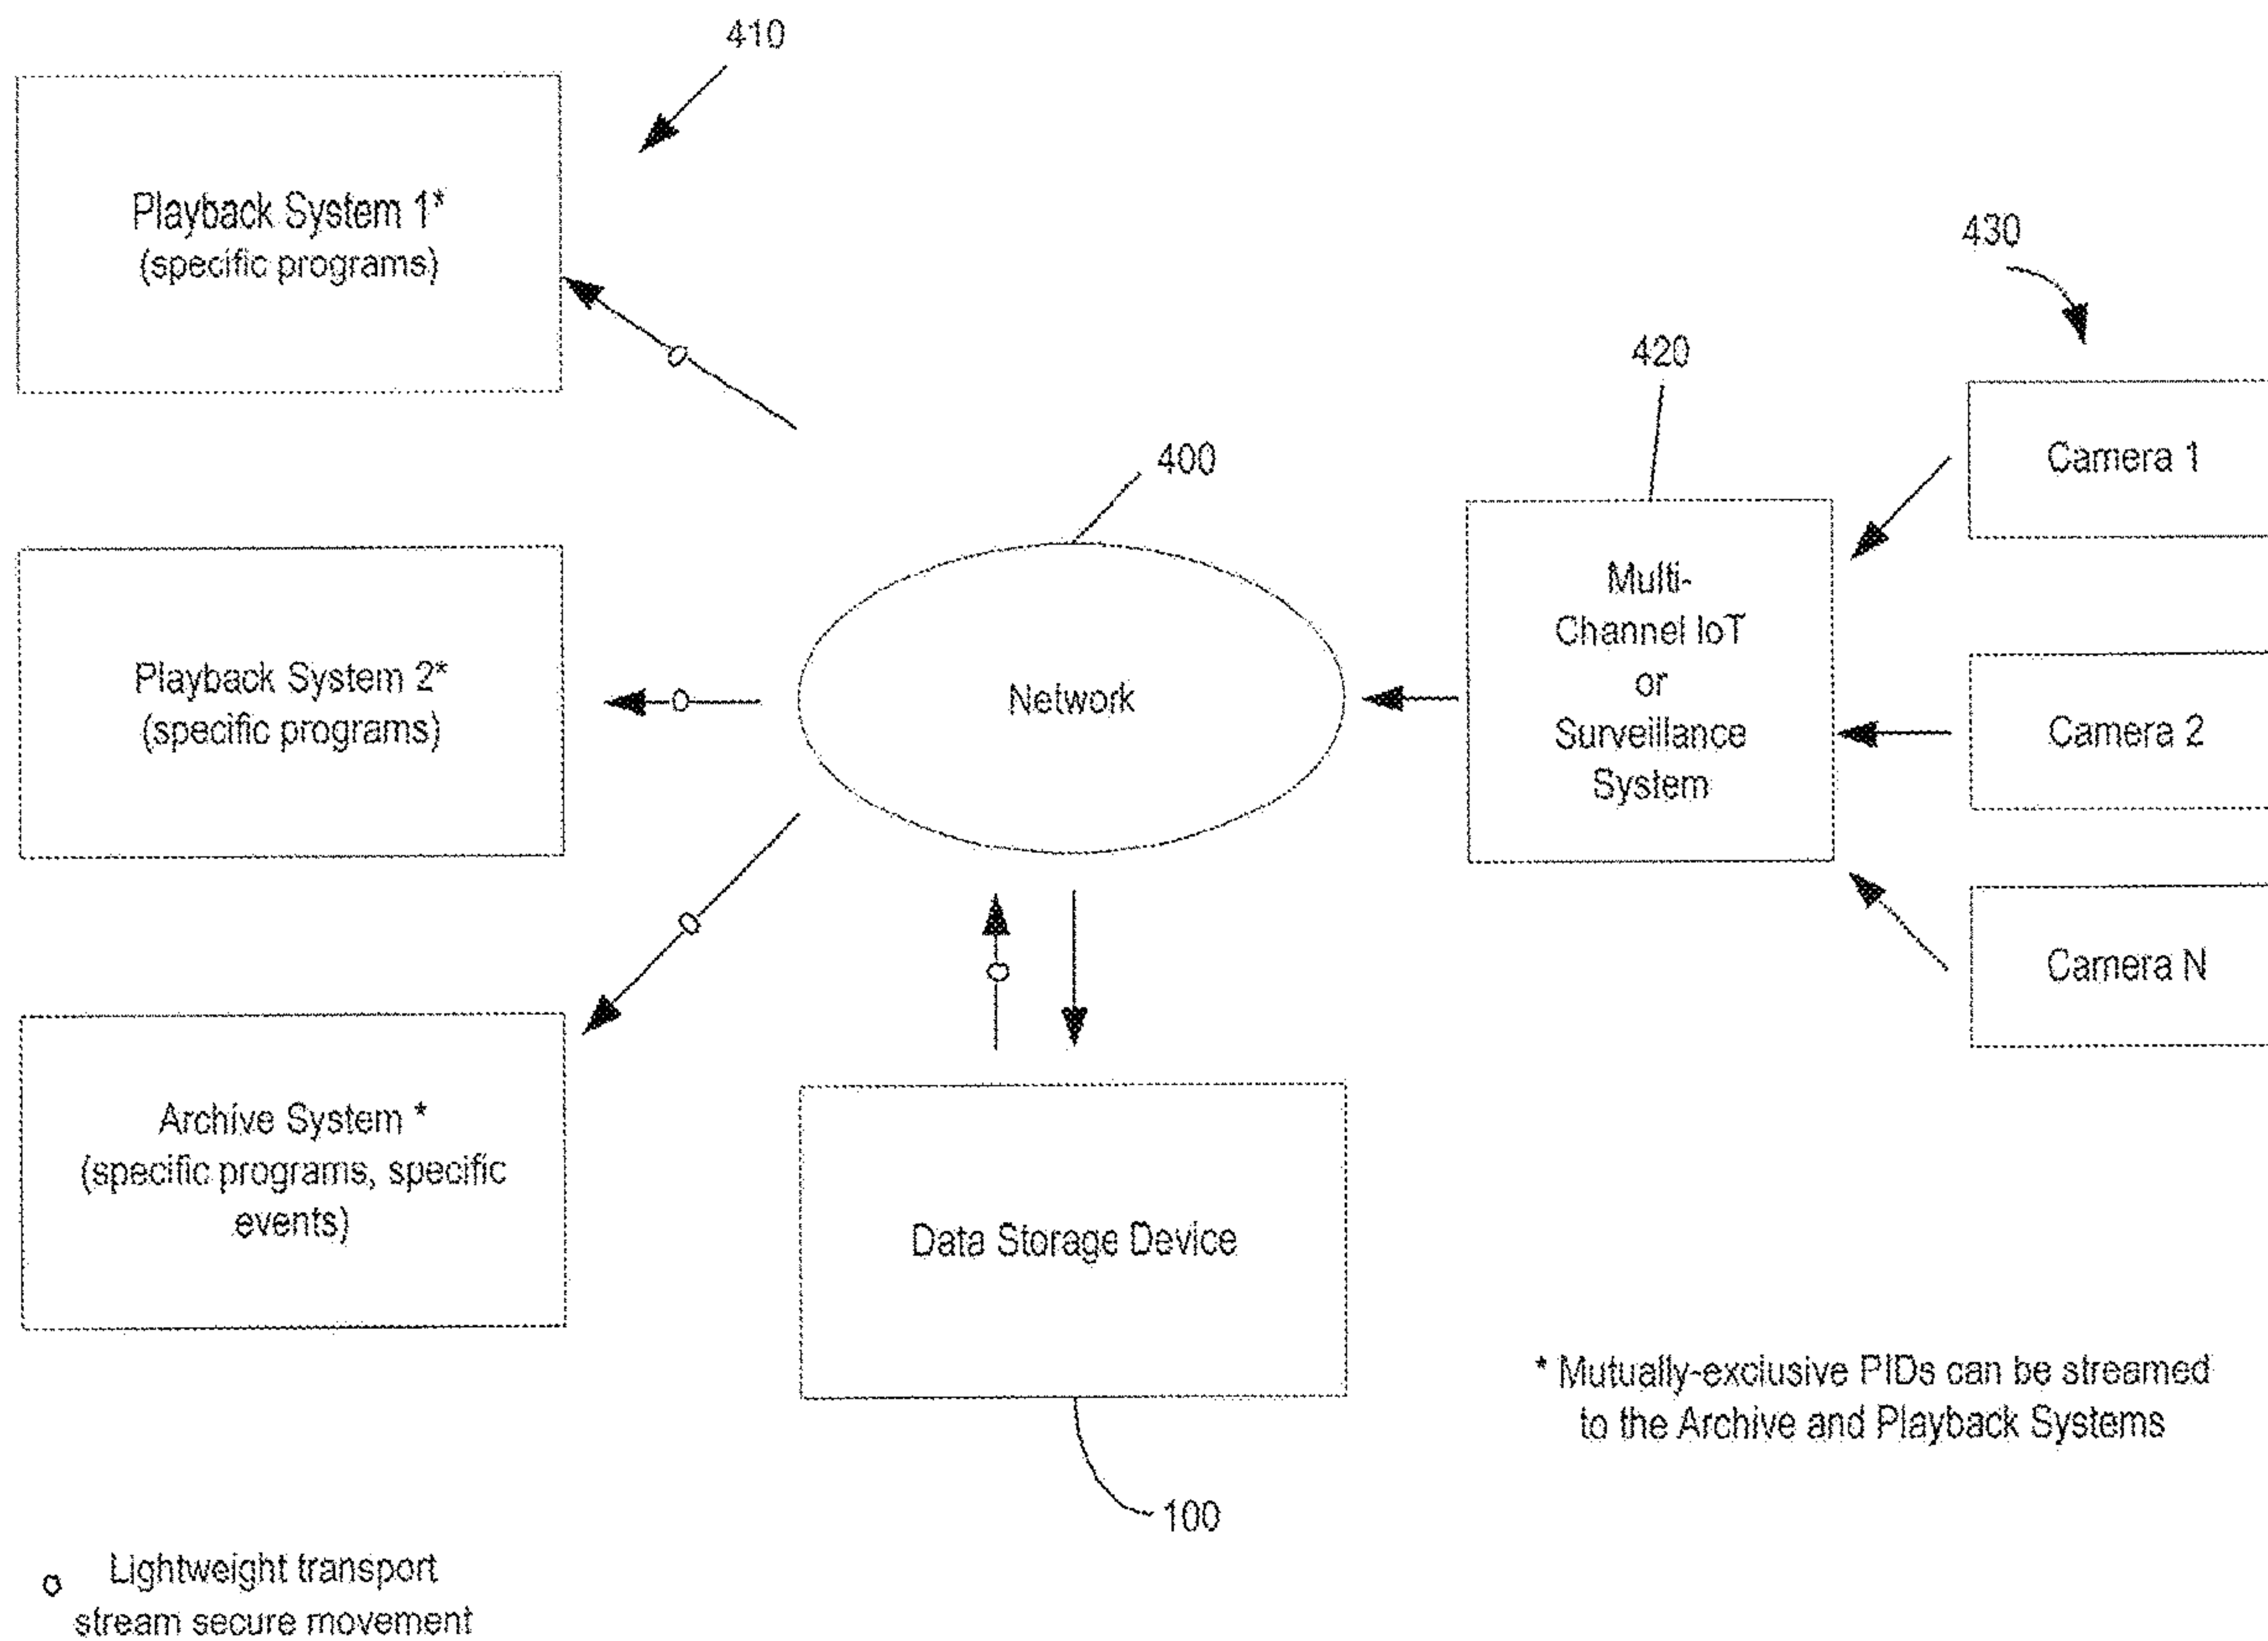 410
Playback System 1*
(specific programs)
430
420
400
Camera 1
Multi-
Channel IoT
or
Surveillance
System
Playback System 2*
(specific programs)
Network
Camera 2
Camera N
Archive System *
(specific programs, specific
events)
Data Storage Device
* Mutually-exclusive PIDs can be streamed
to the Archive and Playback Systems
100
Lightweight transport
stream secure movement